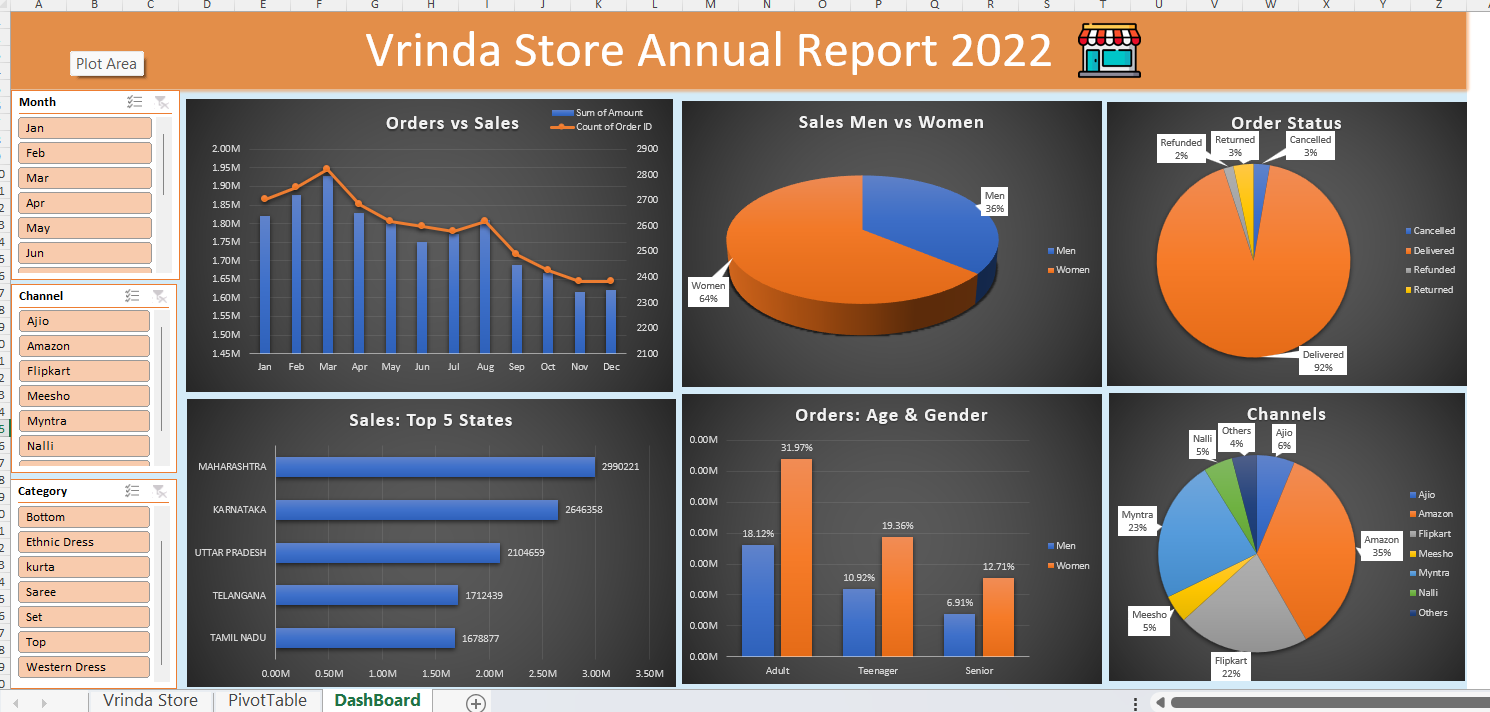 A B C D E F G H I J K L M N O P Q R S T U V W X Y Z
Vrinda Store Annual Report 2022
Plot Area
Month
Jan
Feb
Mar
Apr
May
Jun
Channel
Ajio
Amazon
Flipkart
Meesho
Myntra
Nalli
Category
Bottom
Ethnic Dress
kurta
Saree
Set
Top
Western Dress
Orders vs Sales
Sum of Amount
Count of Order ID
2.00M
1.95M
1.90M
1.85M
1.80M
1.75M
1.70M
1.65M
1.60M
1.55M
1.50M
1.45M
2900
2800
2700
2600
2500
2400
2300
2200
2100
Jan Feb Mar Apr May Jun Jul Aug Sep Oct Nov Dec
Sales Men vs Women
Men
36%
Women
64%
Men
Women
Order Status
Refunded
2%
Returned
3%
Cancelled
3%
Delivered
92%
Cancelled
Delivered
Refunded
Returned
Sales: Top 5 States
MAHARASHTRA 2990221
KARNATAKA 2646358
UTTAR PRADESH 2104659
TELANGANA 1712439
TAMIL NADU 1678877
0.00M 0.50M 1.00M 1.50M 2.00M 2.50M 3.00M 3.50M
Orders: Age & Gender
0.00M
0.00M
0.00M
0.00M
0.00M
0.00M
0.00M
0.00M
18.12% 31.97%
10.92% 19.36%
6.91% 12.71%
Adult Teenager Senior
Men
Women
Channels
Nalli
5%
Others
4%
Ajio
6%
Myntra
23%
Amazon
35%
Meesho
5%
Flipkart
22%
Ajio
Amazon
Flipkart
Meesho
Myntra
Nalli
Others
Vrinda Store PivotTable DashBoard